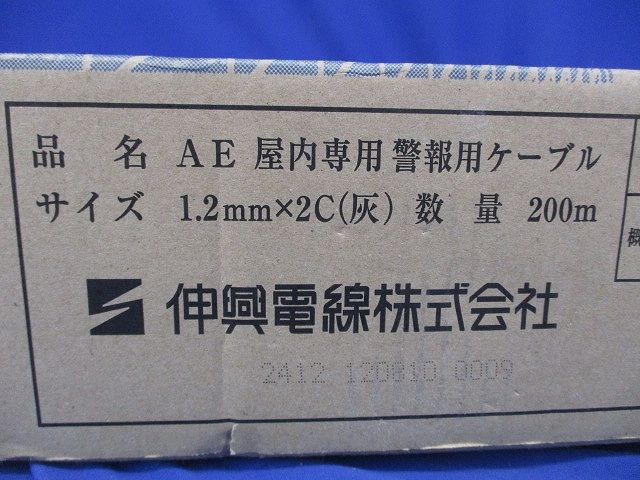 品名 AE 屋内専用警報用ケーブル
サイズ 1.2mm×2C(灰) 数量 200m
概
伸興電線株式会社
2412 120810 0009